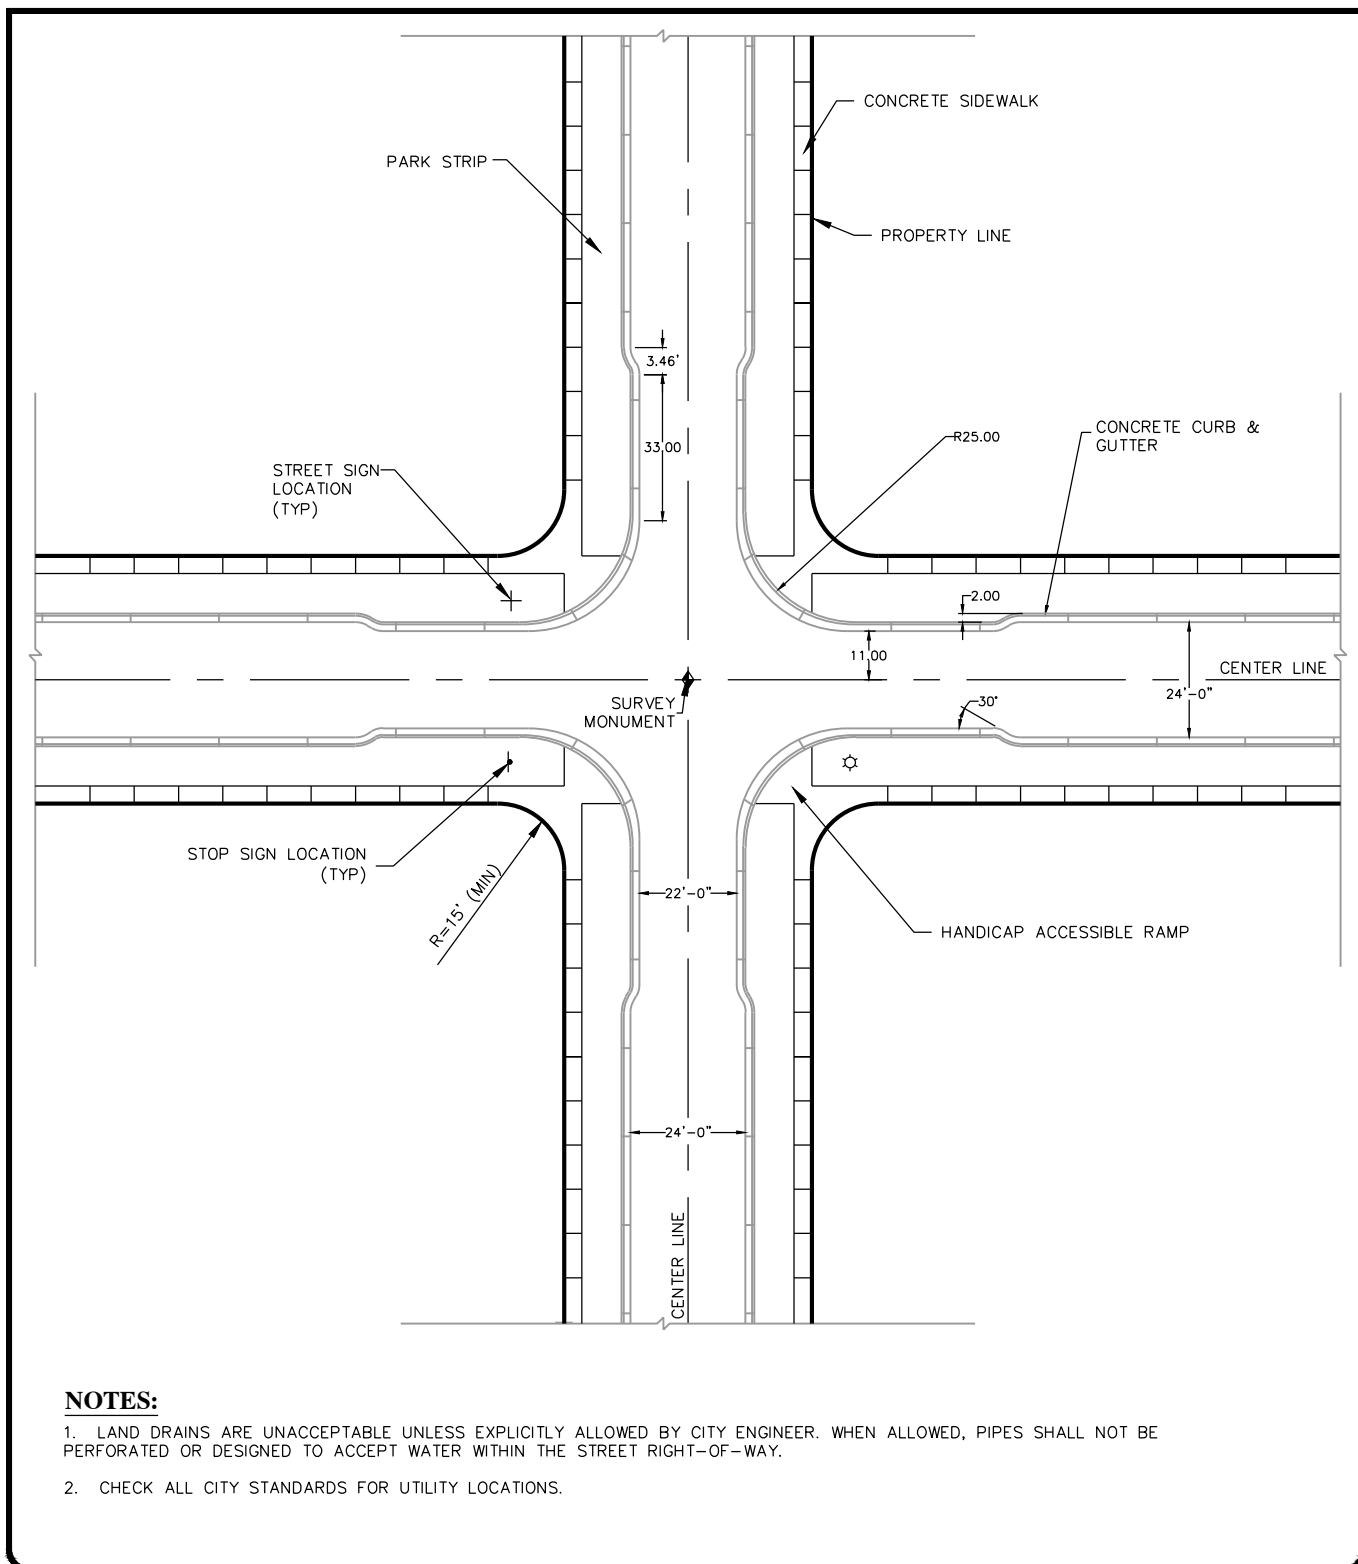 CONCRETE SIDEWALK
PARK STRIP
PROPERTY LINE
3.46'
33.00
R25.00
CONCRETE CURB &
GUTTER
STREET SIGN
LOCATION
(TYP)
2.00
11.00
CENTER LINE
24'-0"
30°
SURVEY
MONUMENT
STOP SIGN LOCATION
(TYP)
R=15' (MIN)
22'-0"
HANDICAP ACCESSIBLE RAMP
24'-0"
CENTER LINE
NOTES:
1. LAND DRAINS ARE UNACCEPTABLE UNLESS EXPLICITLY ALLOWED BY CITY ENGINEER. WHEN ALLOWED, PIPES SHALL NOT BE
PERFORATED OR DESIGNED TO ACCEPT WATER WITHIN THE STREET RIGHT-OF-WAY.
2. CHECK ALL CITY STANDARDS FOR UTILITY LOCATIONS.